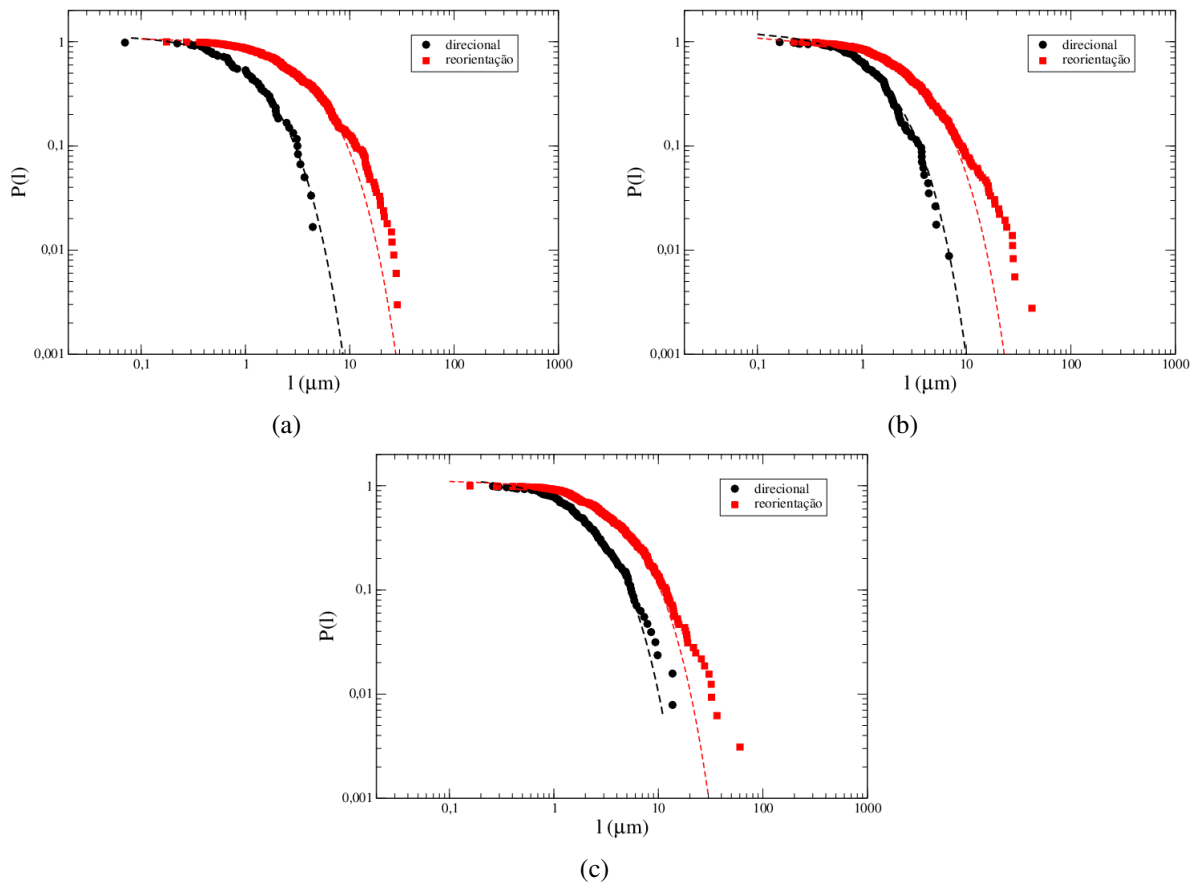 1
0,1
0,01
0,001
P(l)
0,1
1
10
100
1000
l (μm)
direcional
reorientação
(a)
1
0,1
0,01
0,001
P(l)
0,1
1
10
100
1000
l (μm)
direcional
reorientação
(b)
1
0,1
0,01
0,001
P(l)
0,1
1
10
100
1000
l (μm)
direcional
reorientação
(c)